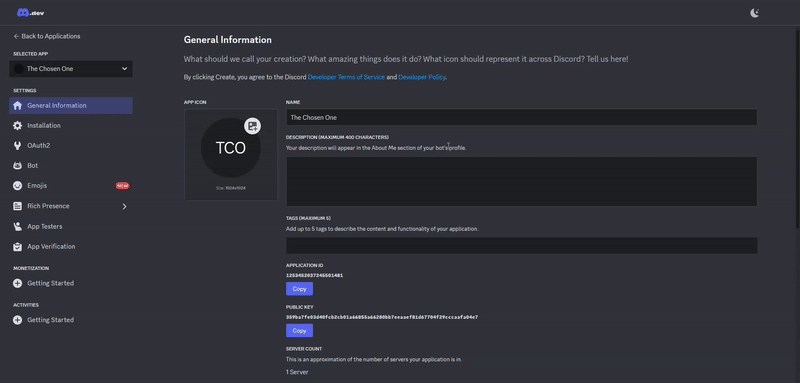 .dev
← Back to Applications
SELECTED APP
The Chosen One
SETTINGS
General Information
Installation
OAuth2
Bot
Emojis
Rich Presence
App Testers
App Verification
MONETIZATION
Getting Started
ACTIVITIES
Getting Started
General Information
What should we call your creation? What amazing things does it do? What icon should represent it across Discord? Tell us here!
By clicking Create, you agree to the Discord Developer Terms of Service and Developer Policy.
APP ICON
TCO
Size: 1024x1024
NAME
The Chosen One
DESCRIPTION (MAXIMUM 400 CHARACTERS)
Your description will appear in the About Me section of your bot's profile.
TAGS (MAXIMUM 5)
Add up to 5 tags to describe the content and functionality of your application.
APPLICATION ID
Copy
PUBLIC KEY
Copy
SERVER COUNT
This is an approximation of the number of servers your application is in.
1 Server